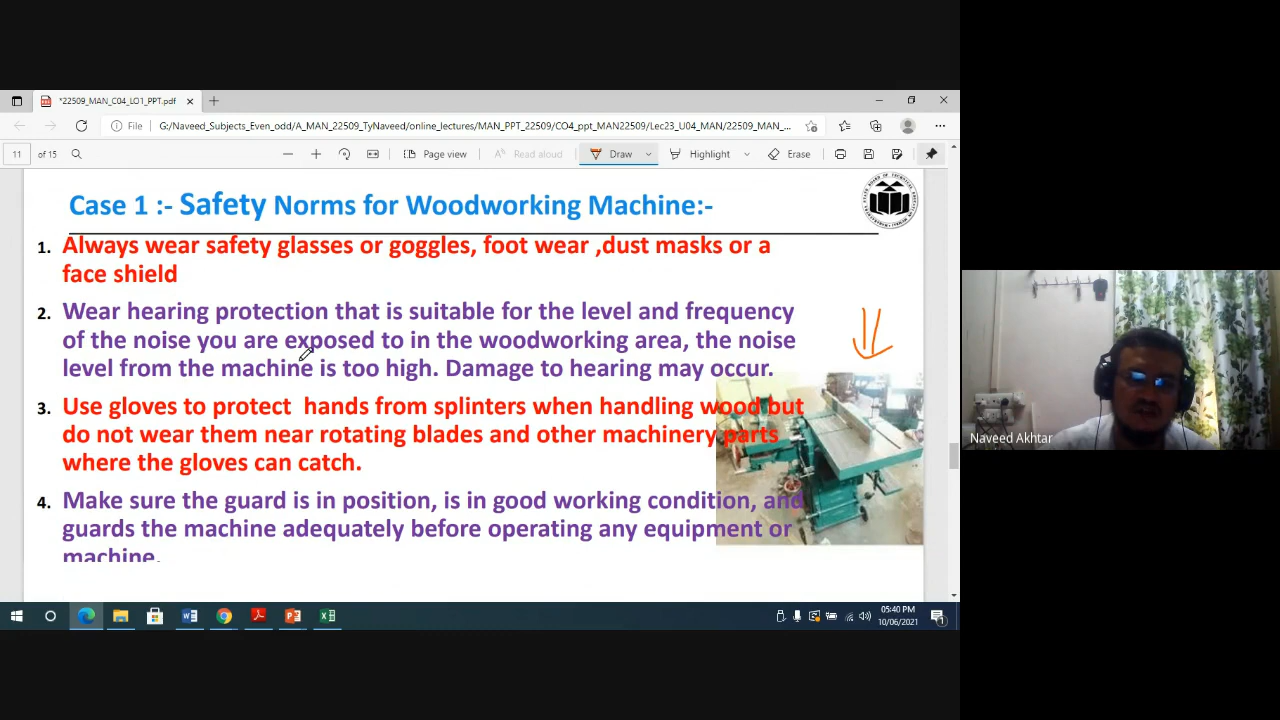 *22509_MAN_C04_LO1_PPT.pdf
File
G:/Naveed_Subjects_Even_odd/A_MAN_22509_TyNaveed/online_lectures/MAN_PPT_22509/CO4_ppt_MAN22509/Lec23_U04_MAN/22509_MAN_...
11 of 15
Page view
Read aloud
Draw
Highlight
Erase
Case 1 :- Safety Norms for Woodworking Machine:-
1. Always wear safety glasses or goggles, foot wear ,dust masks or a
face shield
2. Wear hearing protection that is suitable for the level and frequency
of the noise you are exposed to in the woodworking area, the noise
level from the machine is too high. Damage to hearing may occur.
3. Use gloves to protect hands from splinters when handling wood but
do not wear them near rotating blades and other machinery parts
where the gloves can catch.
4. Make sure the guard is in position, is in good working condition, and
guards the machine adequately before operating any equipment or
machine.
Naveed Akhtar
05:40 PM
10/06/2021